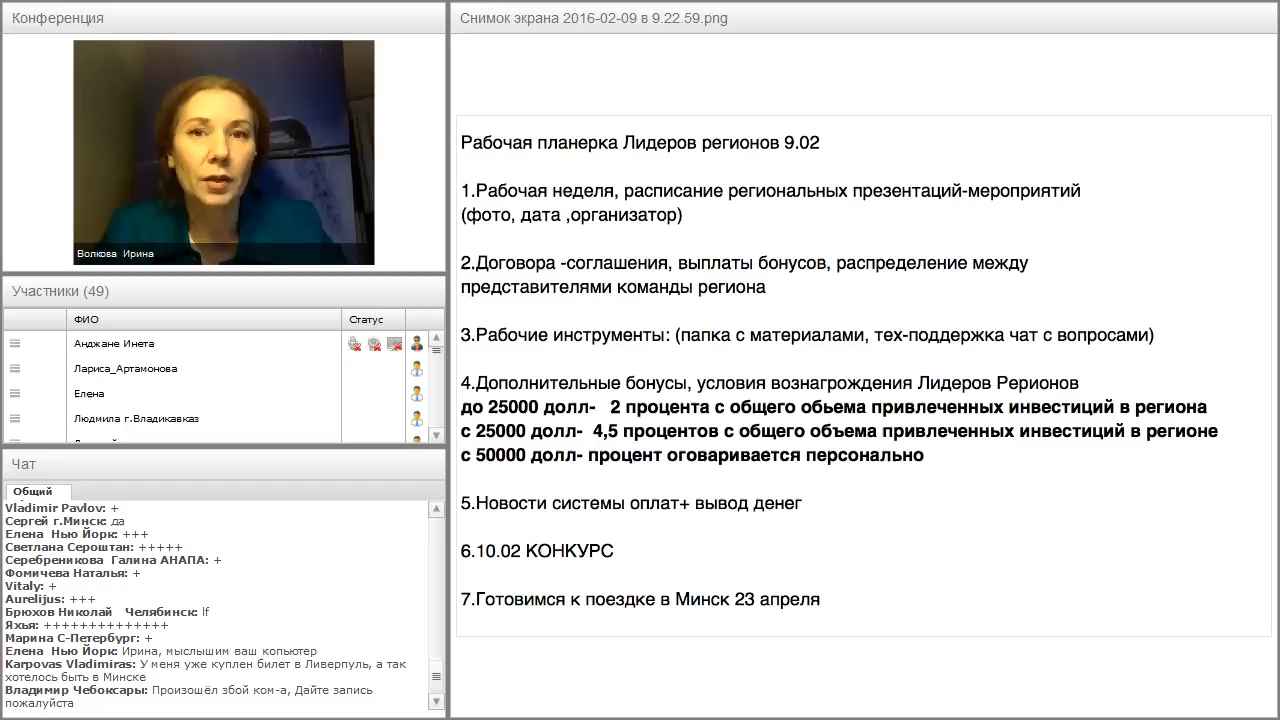 Конференция
Волкова Ирина
Участники (49)
ФИО Статус
Анджане Инета
Лариса_Артамонова
Елена
Людмила г.Владикавказ
Чат
Общий
Vladimir Pavlov: +
Сергей г.Минск: да
Елена Нью Йорк: +++
Светлана Сероштан: +++++
Серебреникова Галина АНАПА: +
Фомичева Наталья: +
Vitaly: +
Aurelijus: +++
Брюхов Николай Челябинск: lf
Яхья: ++++++++++++++
Марина С-Петербург: +
Елена Нью Йорк: Ирина, мыслышим ваш копьютер
Karpovas Vladimiras: У меня уже куплен билет в Ливерпуль, а так
хотелось быть в Минске
Владимир Чебоксары: Произошёл збой ком-а, Дайте запись
пожалуйста
Снимок экрана 2016-02-09 в 9.22.59.png
Рабочая планерка Лидеров регионов 9.02
1.Рабочая неделя, расписание региональных презентаций-мероприятий
(фото, дата ,организатор)
2.Договора -соглашения, выплаты бонусов, распределение между
представителями команды региона
3.Рабочие инструменты: (папка с материалами, тех-поддержка чат с вопросами)
4.Дополнительные бонусы, условия вознагрождения Лидеров Рерионов
до 25000 долл- 2 процента с общего обьема привлеченных инвестиций в региона
с 25000 долл- 4,5 процентов с общего объема привлеченных инвестиций в регионе
с 50000 долл- процент оговаривается персонально
5.Новости системы оплат+ вывод денег
6.10.02 КОНКУРС
7.Готовимся к поездке в Минск 23 апреля